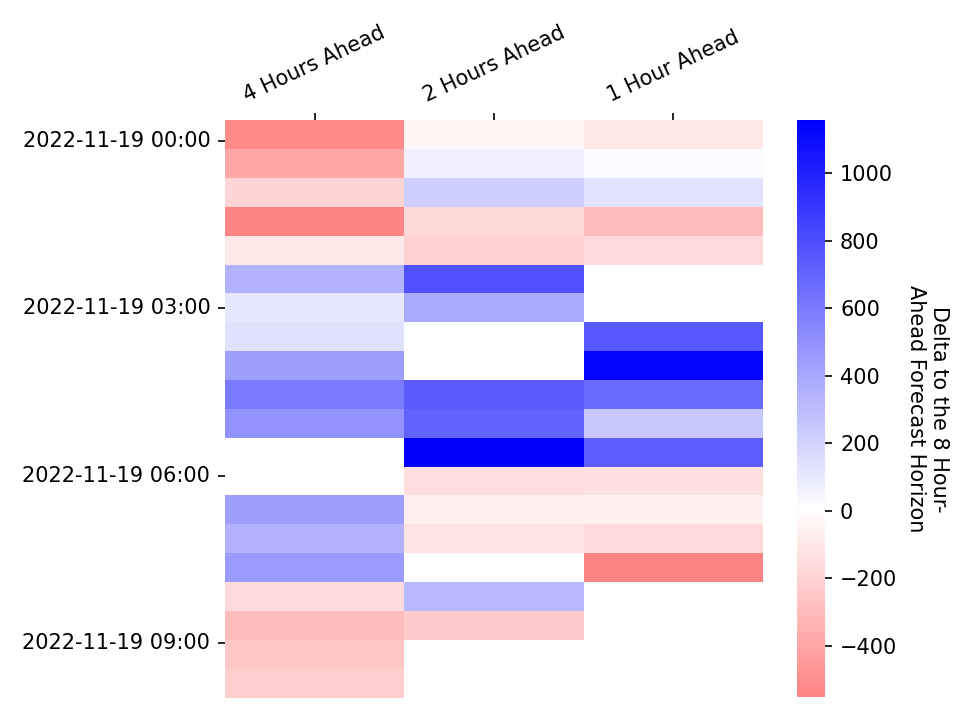 4 Hours Ahead
2 Hours Ahead
1 Hour Ahead
2022-11-19 00:00
2022-11-19 03:00
2022-11-19 06:00
2022-11-19 09:00
1000
800
600
400
200
0
−200
−400
Delta to the 8 Hour-
Ahead Forecast Horizon